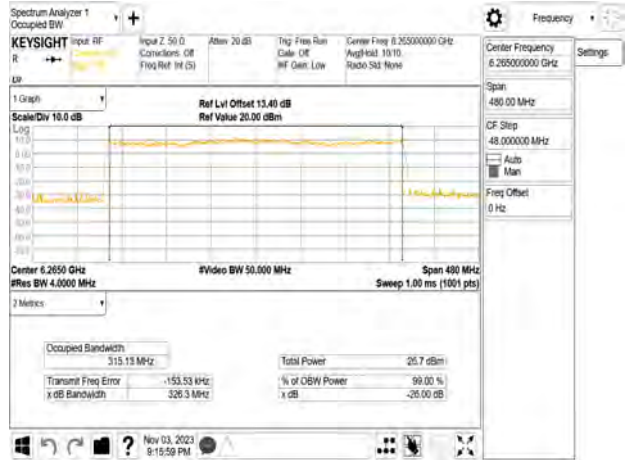 Spectrum Analyzer 1
Occupied BW
+
Frequency
KEYSIGHT
Input: RF
Input Z: 50 Ω
Atten: 20 dB
Trig: Free Run
Center Freq: 6.265000000 GHz
R
Corrections: Off
Gate: Off
Avg|Hold: 10/10
Freq Ref: Int (S)
#IF Gain: Low
Radio Std: None
Center Frequency
6.265000000 GHz
Settings
Span
480.00 MHz
CF Step
48.000000 MHz
Auto
Man
Freq Offset
0 Hz
1 Graph
Ref Lvl Offset 13.40 dB
Scale/Div 10.0 dB
Ref Value 20.00 dBm
Log
10.0
0.00
Center 6.2650 GHz
#Video BW 50.000 MHz
Span 480 MHz
#Res BW 4.0000 MHz
Sweep 1.00 ms (1001 pts)
2 Metrics
Occupied Bandwidth
315.13 MHz
Total Power
26.7 dBm
Transmit Freq Error
-153.53 kHz
% of OBW Power
99.00 %
x dB Bandwidth
326.3 MHz
x dB
-26.00 dB
?
Nov 03, 2023
9:15:59 PM